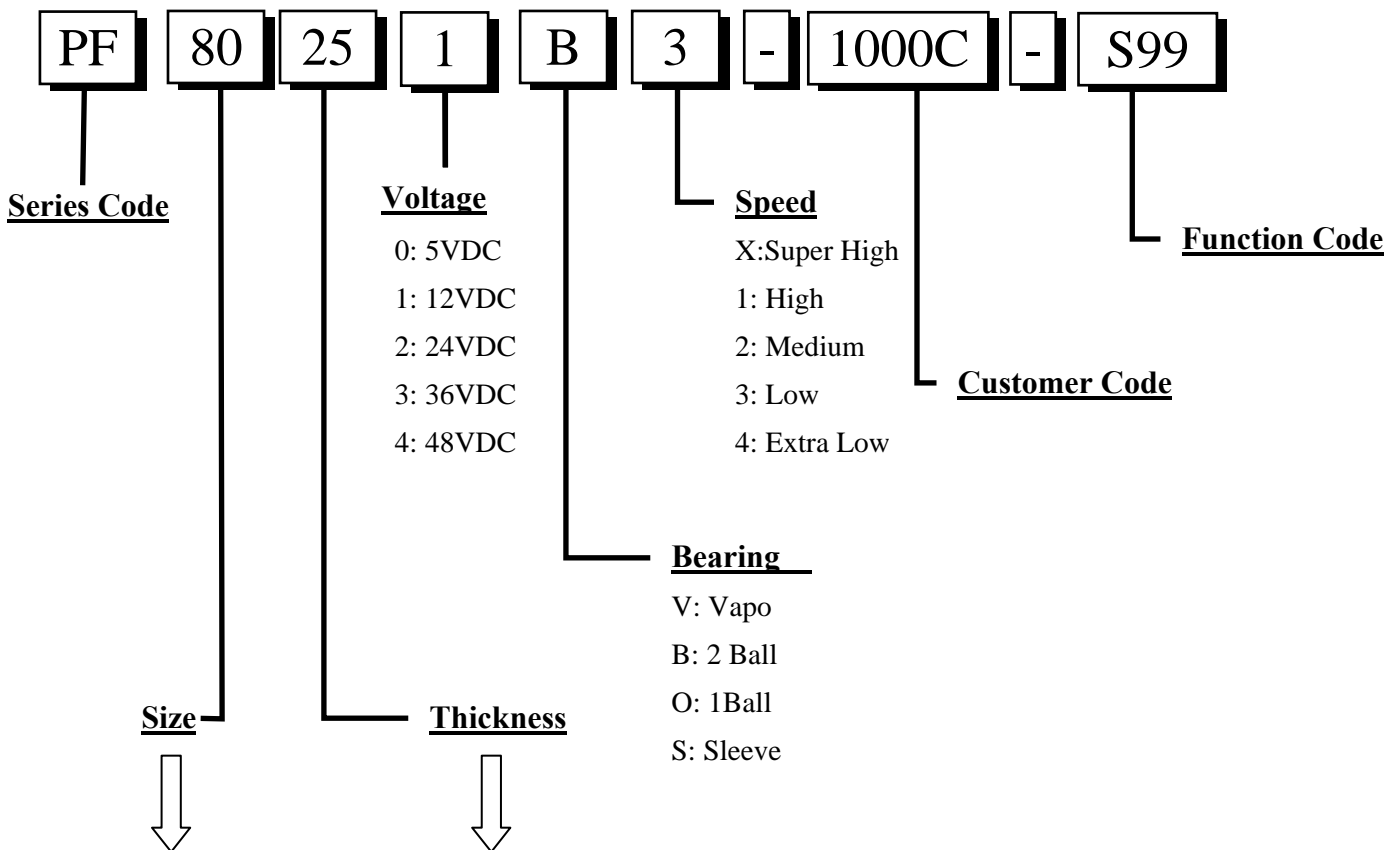 PF 80 25 1 B 3 - 1000C - S99
Series Code
Voltage
0: 5VDC
1: 12VDC
2: 24VDC
3: 36VDC
4: 48VDC
Speed
X:Super High
1: High
2: Medium
3: Low
4: Extra Low
Function Code
Customer Code
Bearing
V: Vapo
B: 2 Ball
O: 1Ball
S: Sleeve
Size
Thickness